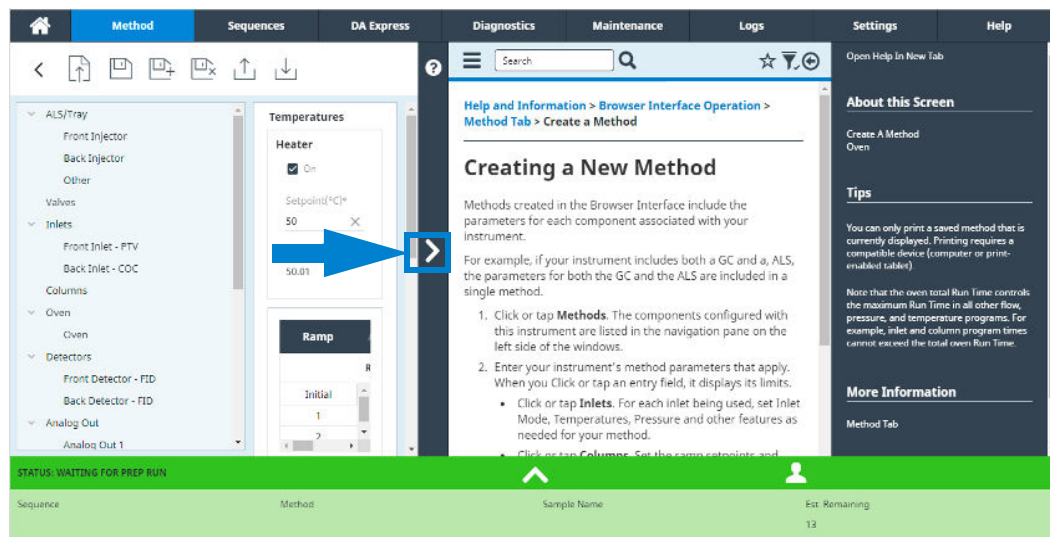 Method
Sequences
DA Express
Diagnostics
Maintenance
Logs
Settings
Help
ALS/Tray
Front Injector
Back Injector
Other
Valves
Inlets
Front Inlet - PTV
Back Inlet - COC
Columns
Oven
Oven
Detectors
Front Detector - FID
Back Detector - FID
Analog Out
Analog Out 1
Temperatures
Heater
On
Setpoint(°C)*
50
50.01
Ramp
R
Initial
1
2
?
Search
Help and Information > Browser Interface Operation >
Method Tab > Create a Method
Creating a New Method
Methods created in the Browser Interface include the
parameters for each component associated with your
instrument.
For example, if your instrument includes both a GC and a, ALS,
the parameters for both the GC and the ALS are included in a
single method.
1. Click or tap Methods. The components configured with
this instrument are listed in the navigation pane on the
left side of the windows.
2. Enter your instrument's method parameters that apply.
When you Click or tap an entry field, it displays its limits.
• Click or tap Inlets. For each inlet being used, set Inlet
Mode, Temperatures, Pressure and other features as
needed for your method.
• Click or tap Columns. Set the ramp setpoints and
Open Help In New Tab
About this Screen
Create A Method
Oven
Tips
You can only print a saved method that is
currently displayed. Printing requires a
compatible device (computer or print-
enabled tablet).
Note that the oven total Run Time controls
the maximum Run Time in all other flow,
pressure, and temperature programs. For
example, inlet and column program times
cannot exceed the total oven Run Time.
More Information
Method Tab
STATUS: WAITING FOR PREP RUN
Sequence
Method
Sample Name
Est. Remaining
13